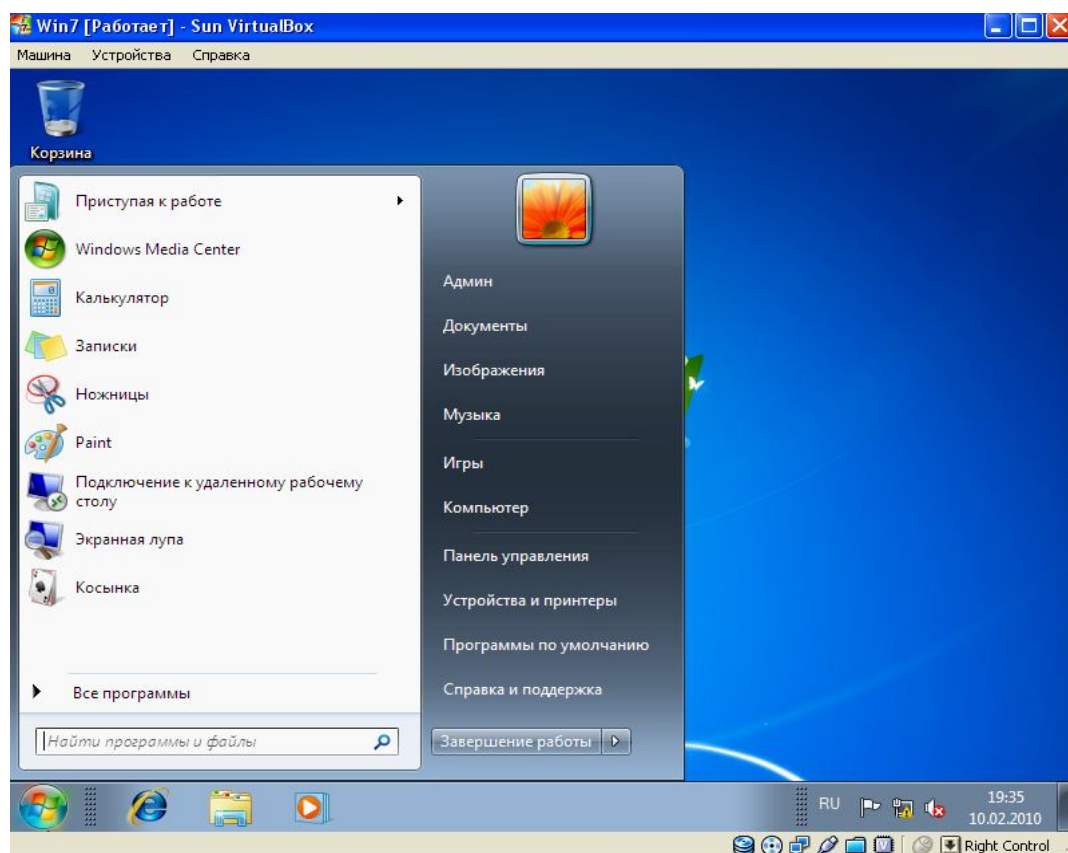 Win7 [Работает] - Sun VirtualBox
Машина Устройства Справка
Корзина
Приступая к работе
Windows Media Center
Калькулятор
Записки
Ножницы
Paint
Подключение к удаленному рабочему
столу
Экранная лупа
Косынка
Все программы
Найти программы и файлы
Админ
Документы
Изображения
Музыка
Игры
Компьютер
Панель управления
Устройства и принтеры
Программы по умолчанию
Справка и поддержка
Завершение работы
RU
19:35
10.02.2010
Right Control